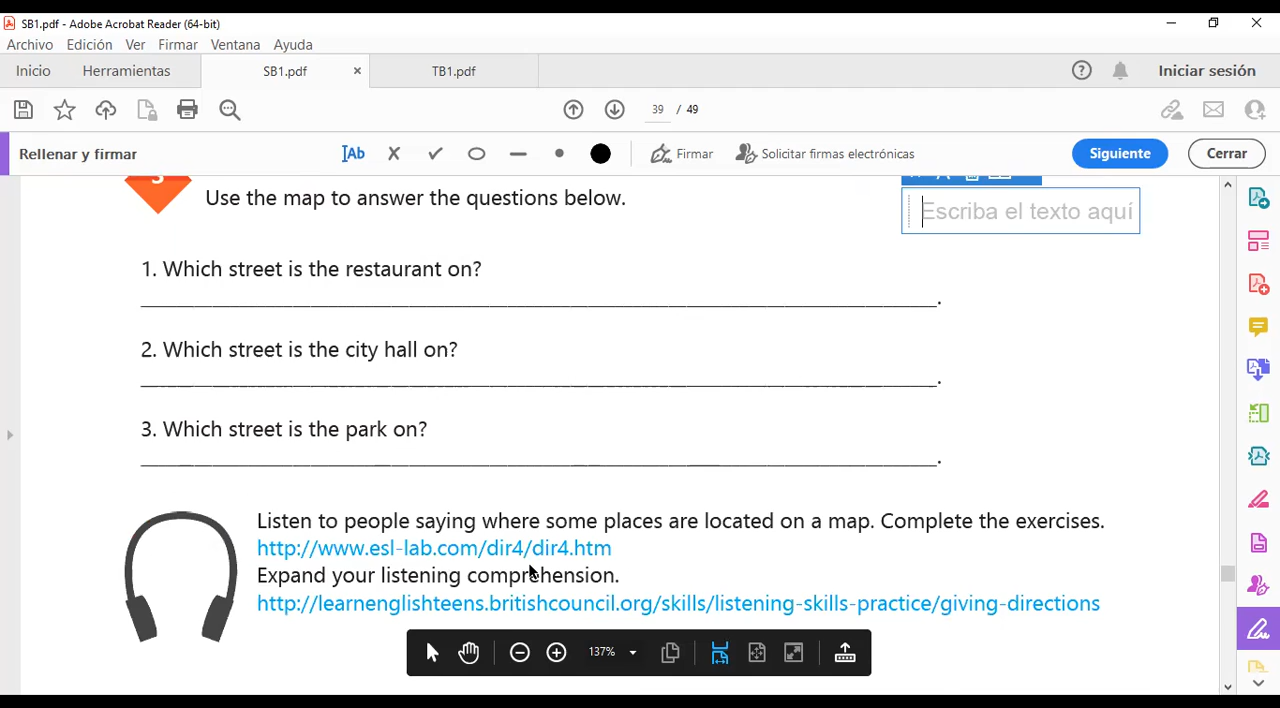 SB1.pdf - Adobe Acrobat Reader (64-bit)
Archivo Edición Ver Firmar Ventana Ayuda
Inicio Herramientas SB1.pdf × TB1.pdf Iniciar sesión
39 / 49
Rellenar y firmar Ab Firmar Solicitar firmas electrónicas Siguiente Cerrar
Use the map to answer the questions below.
Escriba el texto aquí
1. Which street is the restaurant on?
2. Which street is the city hall on?
3. Which street is the park on?
Listen to people saying where some places are located on a map. Complete the exercises.
http://www.esl-lab.com/dir4/dir4.htm
Expand your listening comprehension.
http://learnenglishteens.britishcouncil.org/skills/listening-skills-practice/giving-directions
137%